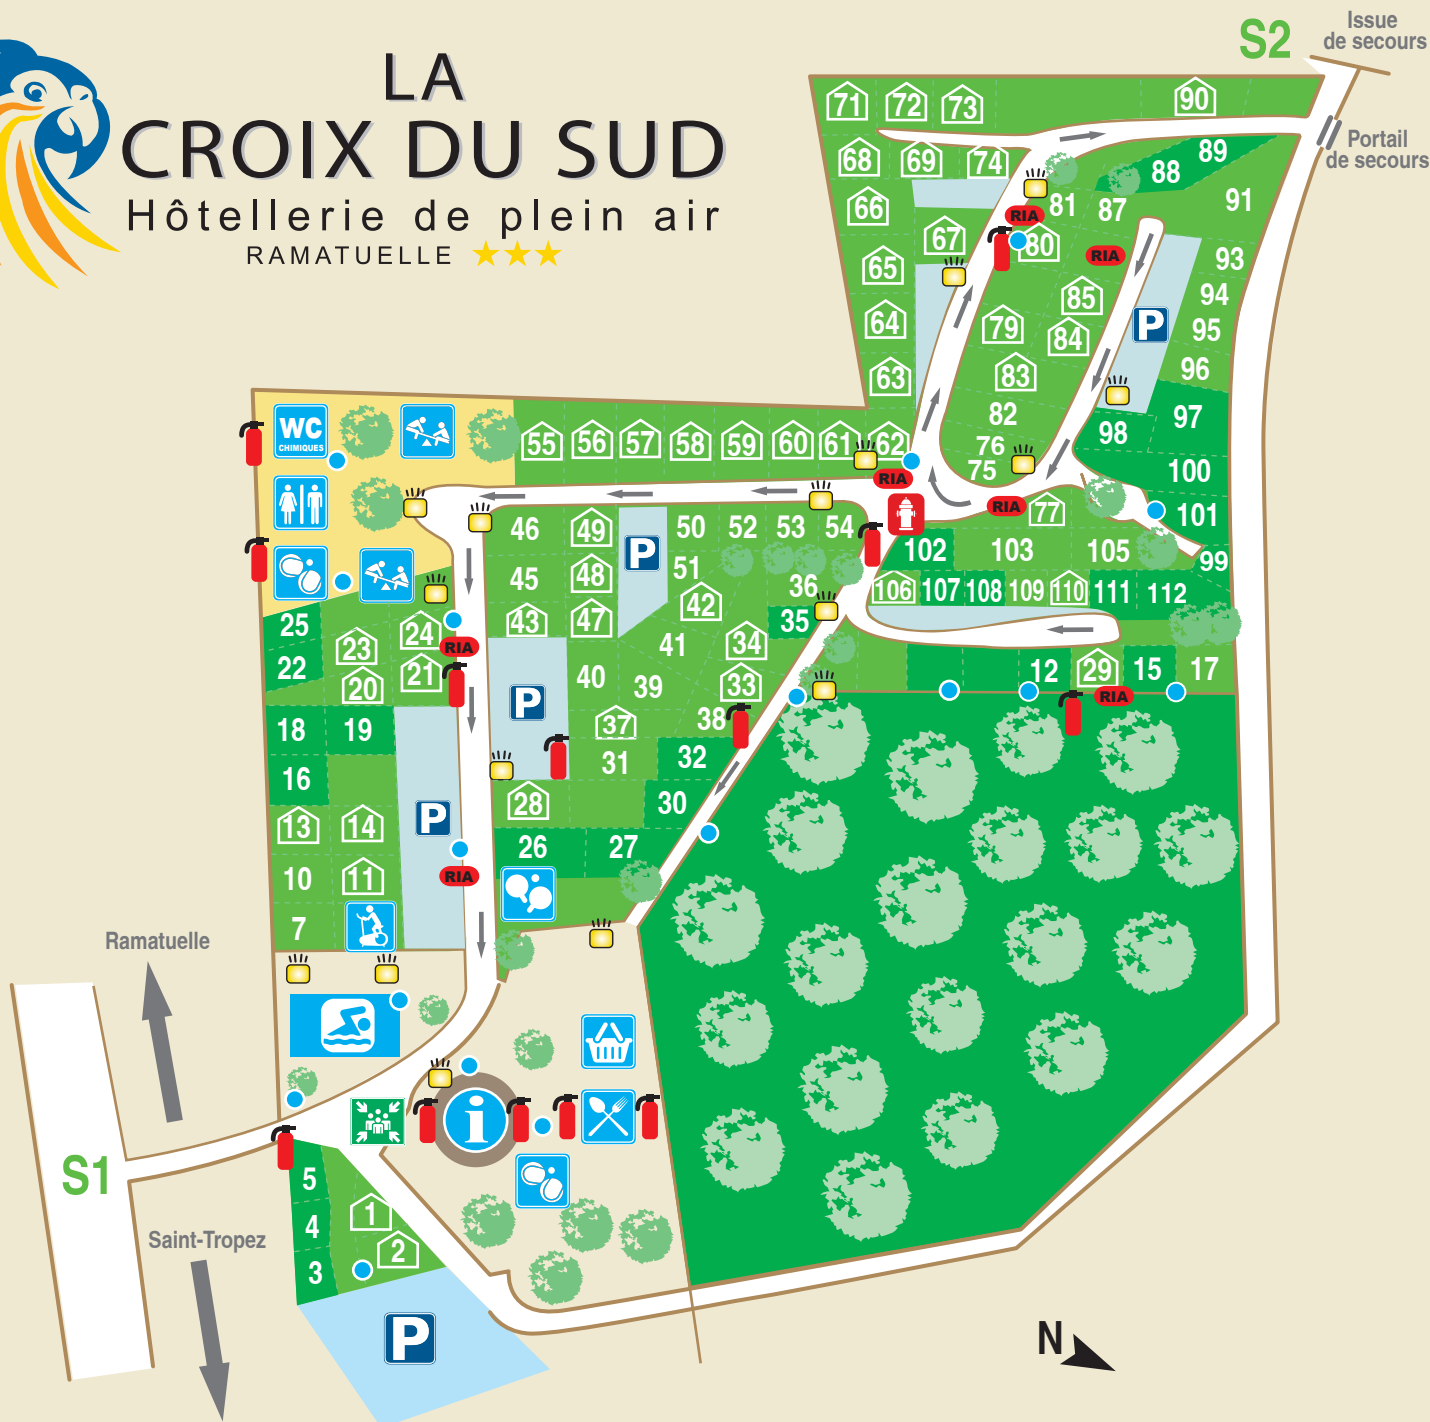 LA
CROIX DU SUD
Hôtellerie de plein air
RAMATUELLE
S2
Issue
de secours
Portail
de secours
71 72 73 90
68 69 74 88 89
66 81 87 91
67 RIA 80 RIA 93
65 85 94
64 79 84 P 95
63 83 96
82 97
WC
CHIMIQUES
55 56 57 58 59 60 61 62 76 98
75 100
RIA RIA 77 101
46 49 P 50 52 53 54 102 103 105 99
45 48 51 36 106 107 108 109 110 111 112
43 47 42 35
25 24 41 34
22 23 RIA 40 39 33 12 29 15 17
20 21 P 38 RIA
18 19 37
16 31 32
13 14 P 28 30
10 11 RIA 26 27
7
Ramatuelle
S1
i
5
4 1
3 2
Saint-Tropez
P
N